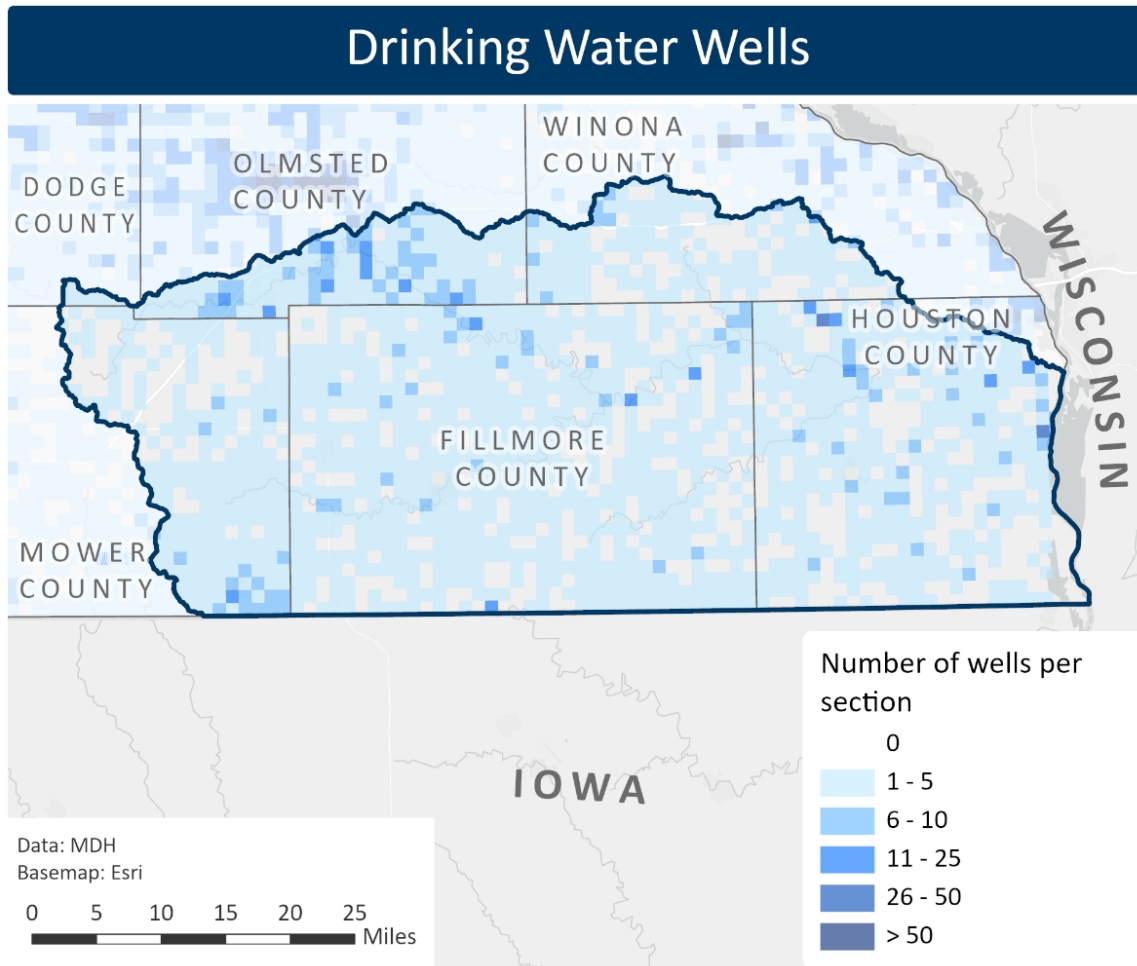 Drinking Water Wells
WINONA
COUNTY
OLMSTED
COUNTY
DODGE
COUNTY
WISCONSIN
HOUSTON
COUNTY
FILLMORE
COUNTY
MOWER
COUNTY
IOWA
Number of wells per
section
0
1 - 5
6 - 10
11 - 25
26 - 50
> 50
Data: MDH
Basemap: Esri
0 5 10 15 20 25
Miles